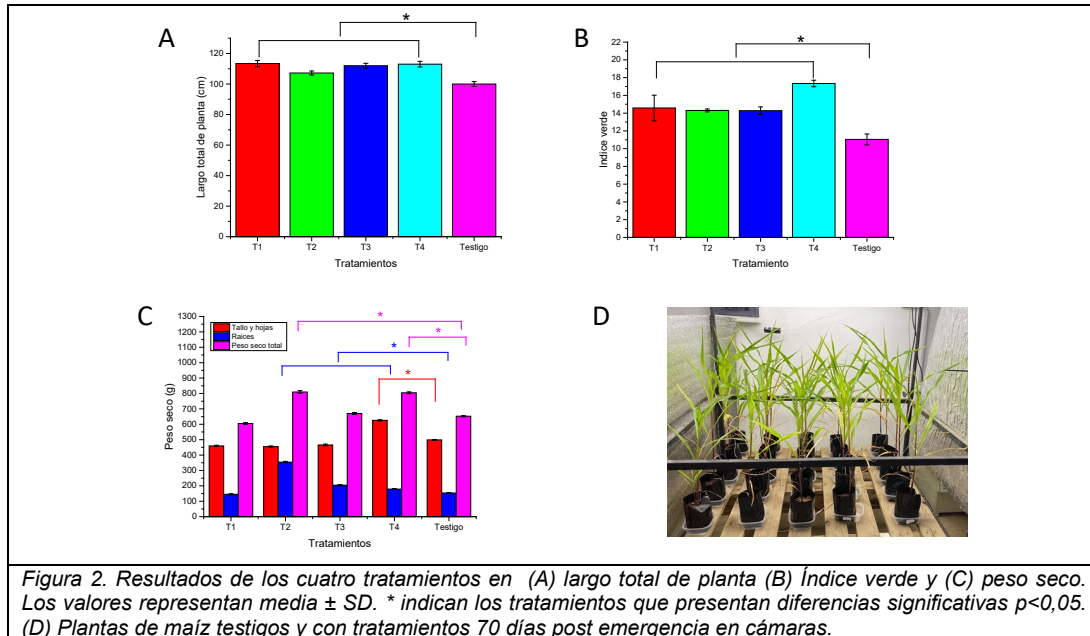 A
*
Largo total de planta (cm)
120
100
80
60
40
20
0
T1 T2 T3 T4 Testigo
Tratamientos
B
*
Indice verde
22
20
18
16
14
12
10
8
6
4
2
0
T1 T2 T3 T4 Testigo
Tratamiento
C
Tallo y hojas
Raices
Peso seco total
*
*
*
*
Peso seco (g)
1300
1200
1100
1000
900
800
700
600
500
400
300
200
100
0
T1 T2 T3 T4 Testigo
Tratamientos
D
Figura 2. Resultados de los cuatro tratamientos en (A) largo total de planta (B) Índice verde y (C) peso seco.
Los valores representan media ± SD. * indican los tratamientos que presentan diferencias significativas p<0,05.
(D) Plantas de maíz testigos y con tratamientos 70 días post emergencia en cámaras.